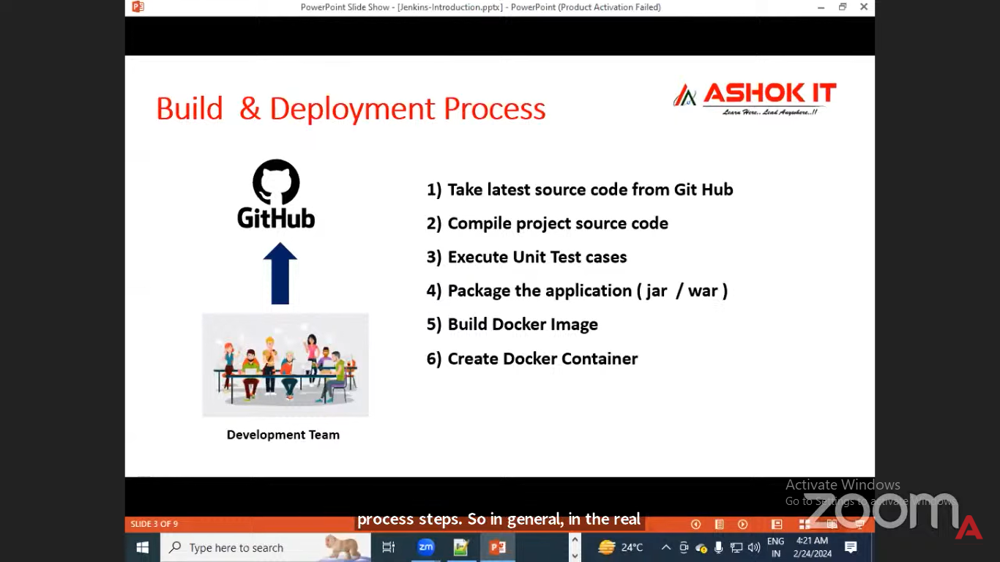 PowerPoint Slide Show - [Jenkins-Introduction.pptx] - PowerPoint (Product Activation Failed)
Build & Deployment Process
ASHOK IT
Learn Here.. Lead Anywhere..!!
GitHub
Development Team
1) Take latest source code from Git Hub
2) Compile project source code
3) Execute Unit Test cases
4) Package the application ( jar / war )
5) Build Docker Image
6) Create Docker Container
Activate Windows
Go to Settings to activate Windows.
zoom
SLIDE 3 OF 9
process steps. So in general, in the real
Type here to search
zm
24°C
ENG
IN
4:21 AM
2/24/2024